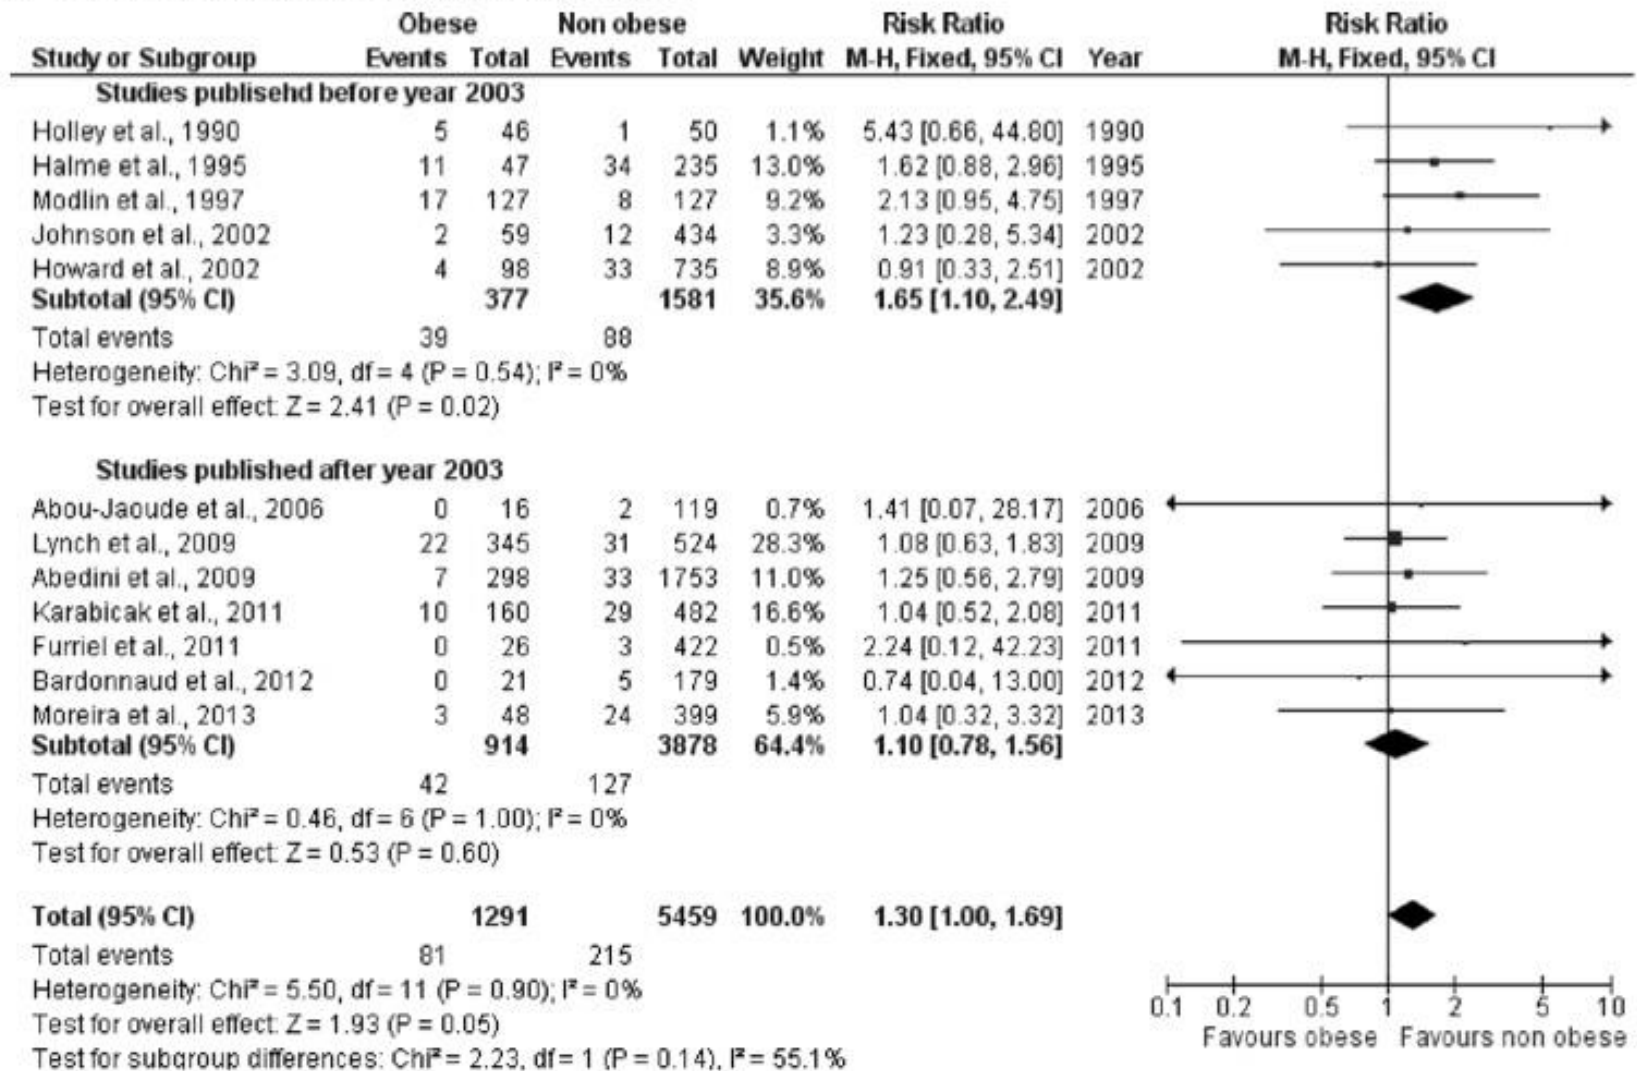 Obese Non obese Risk Ratio Risk Ratio
Study or Subgroup Events Total Events Total Weight M-H, Fixed, 95% CI Year M-H, Fixed, 95% CI
Studies publisehd before year 2003
Holley et al., 1990 5 46 1 50 1.1% 5.43 [0.66, 44.80] 1990
Halme et al., 1995 11 47 34 235 13.0% 1.62 [0.88, 2.96] 1995
Modlin et al., 1997 17 127 8 127 9.2% 2.13 [0.95, 4.75] 1997
Johnson et al., 2002 2 59 12 434 3.3% 1.23 [0.28, 5.34] 2002
Howard et al., 2002 4 98 33 735 8.9% 0.91 [0.33, 2.51] 2002
Subtotal (95% CI) 377 1581 35.6% 1.65 [1.10, 2.49]
Total events 39 88
Heterogeneity: Chi² = 3.09, df = 4 (P = 0.54); I² = 0%
Test for overall effect: Z = 2.41 (P = 0.02)
Studies published after year 2003
Abou-Jaoude et al., 2006 0 16 2 119 0.7% 1.41 [0.07, 28.17] 2006
Lynch et al., 2009 22 345 31 524 28.3% 1.08 [0.63, 1.83] 2009
Abedini et al., 2009 7 298 33 1753 11.0% 1.25 [0.56, 2.79] 2009
Karabicak et al., 2011 10 160 29 482 16.6% 1.04 [0.52, 2.08] 2011
Furriel et al., 2011 0 26 3 422 0.5% 2.24 [0.12, 42.23] 2011
Bardonnaud et al., 2012 0 21 5 179 1.4% 0.74 [0.04, 13.00] 2012
Moreira et al., 2013 3 48 24 399 5.9% 1.04 [0.32, 3.32] 2013
Subtotal (95% CI) 914 3878 64.4% 1.10 [0.78, 1.56]
Total events 42 127
Heterogeneity: Chi² = 0.46, df = 6 (P = 1.00); I² = 0%
Test for overall effect: Z = 0.53 (P = 0.60)
Total (95% CI) 1291 5459 100.0% 1.30 [1.00, 1.69]
Total events 81 215
Heterogeneity: Chi² = 5.50, df = 11 (P = 0.90); I² = 0%
Test for overall effect: Z = 1.93 (P = 0.05)
Test for subgroup differences: Chi² = 2.23, df = 1 (P = 0.14), I² = 55.1%
0.1 0.2 0.5 1 2 5 10
Favours obese Favours non obese